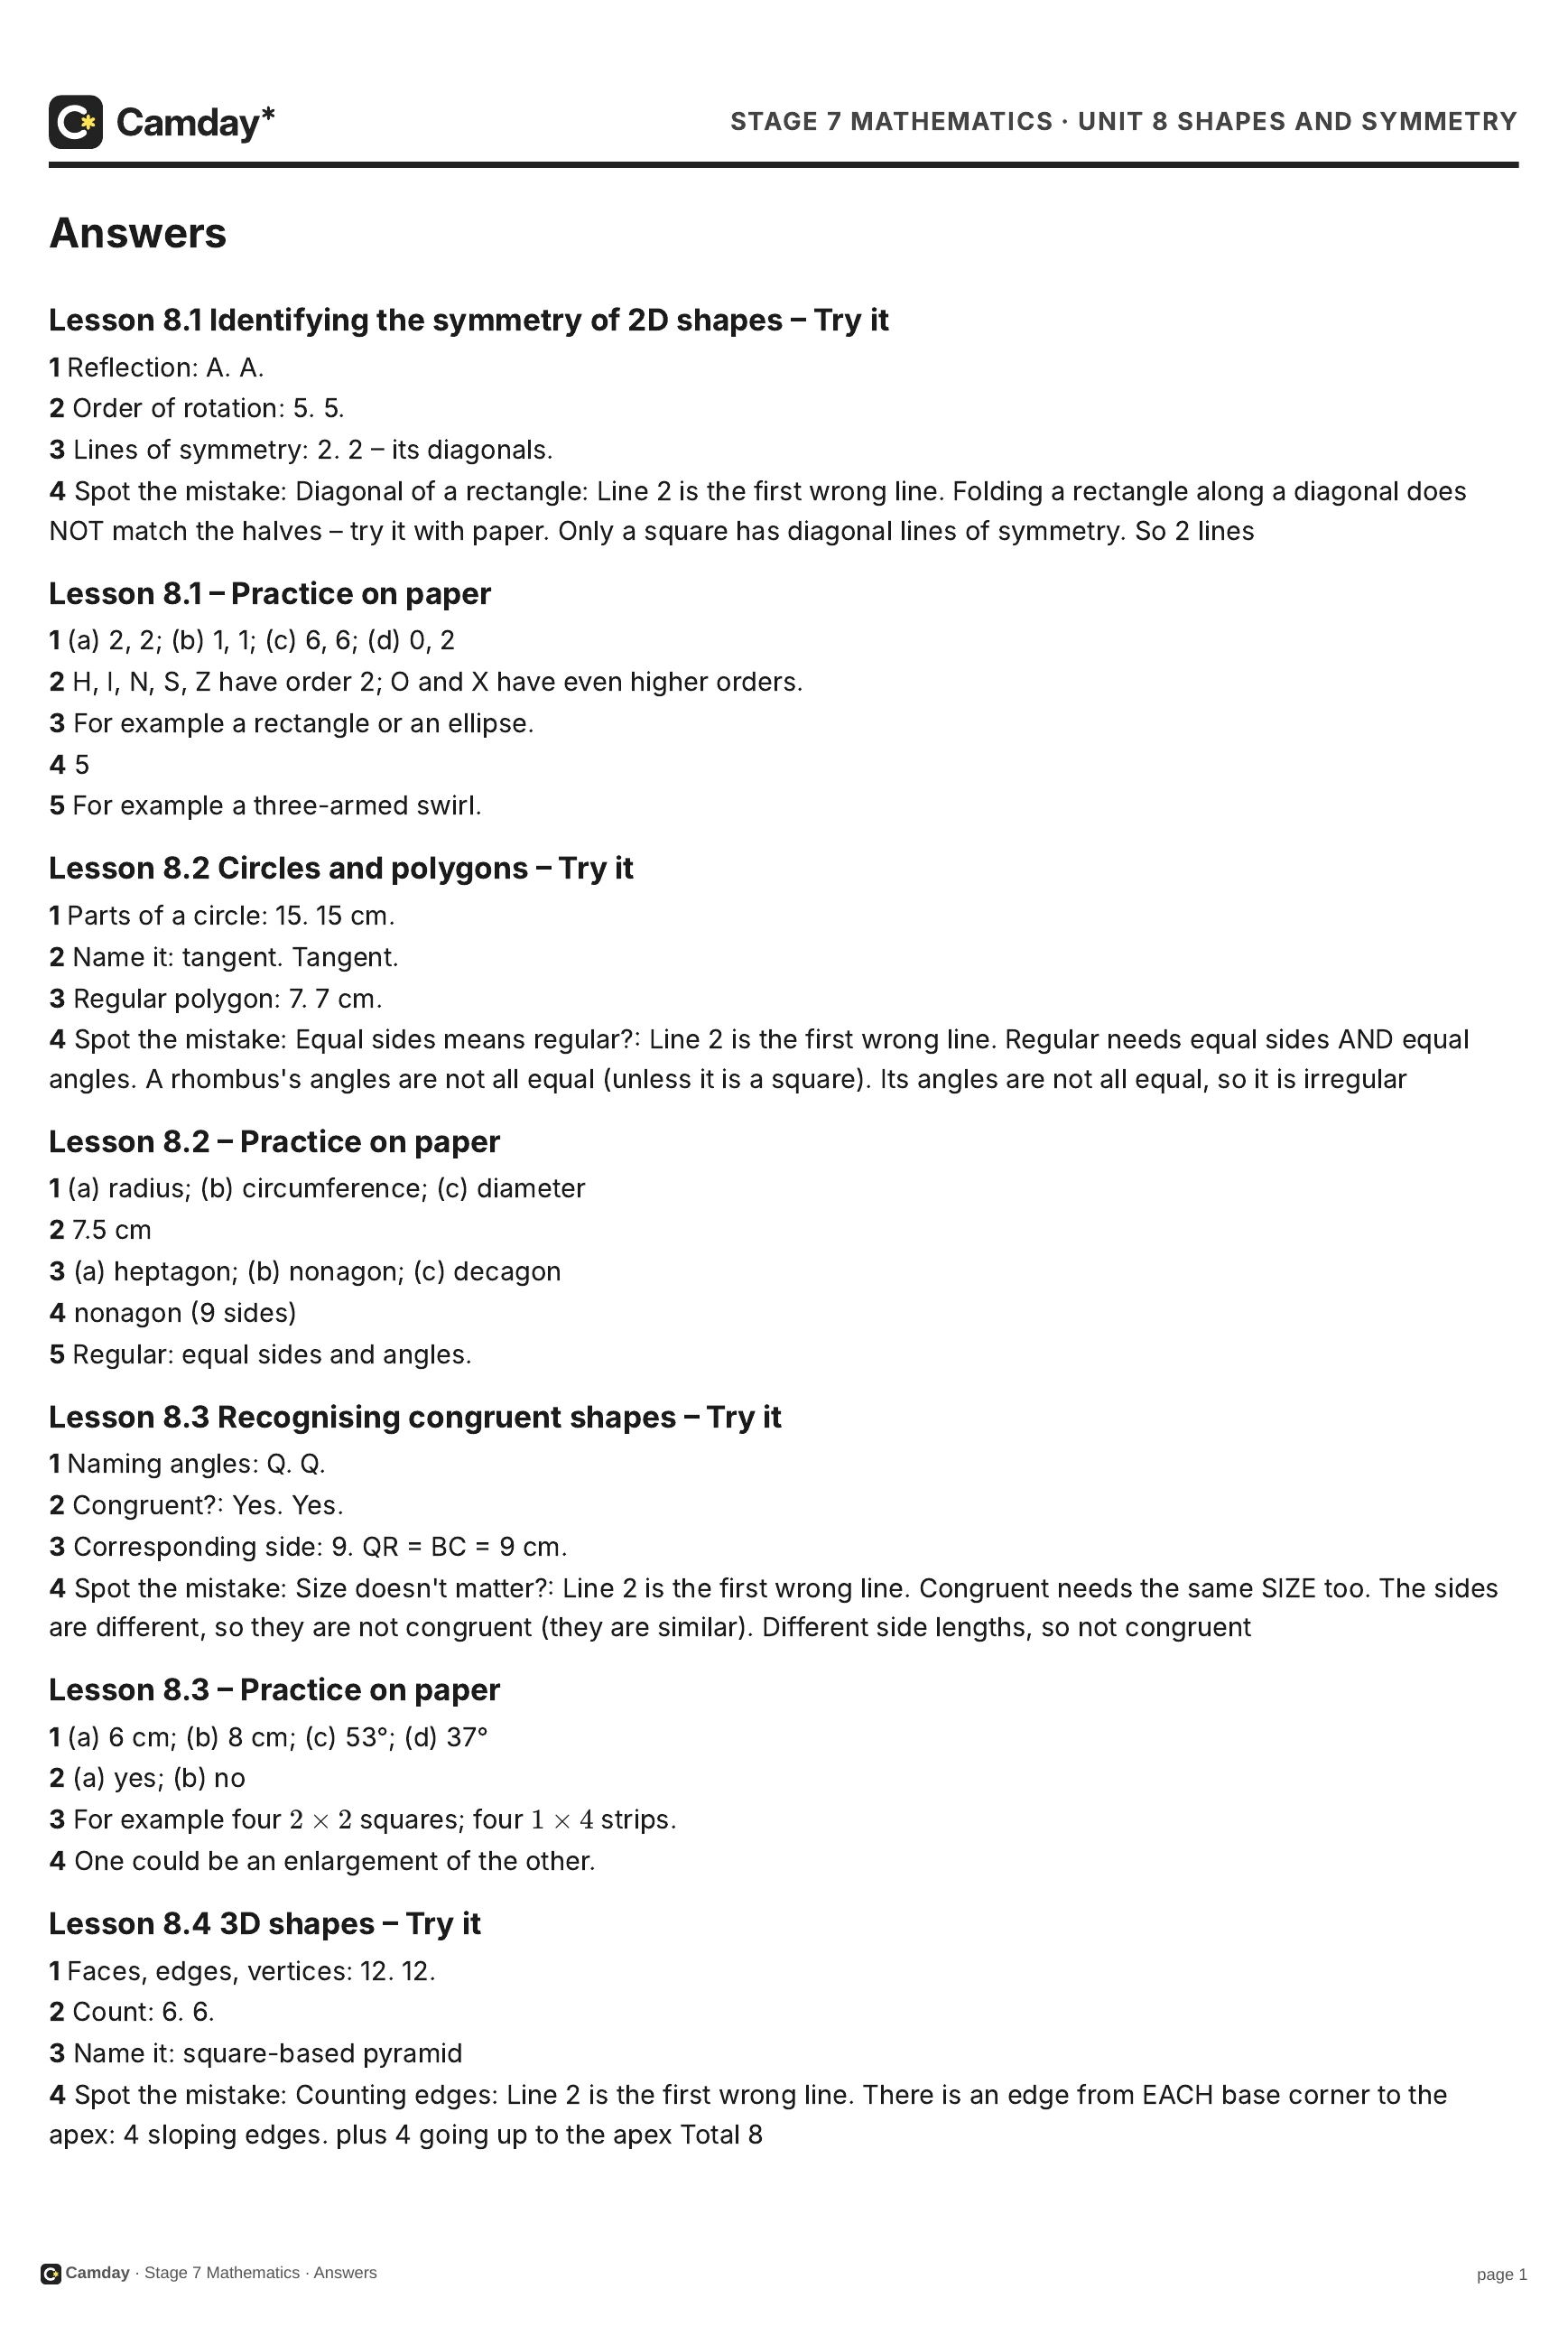 Camday*
STAGE 7 MATHEMATICS · UNIT 8 SHAPES AND SYMMETRY
Answers
Lesson 8.1 Identifying the symmetry of 2D shapes – Try it
1 Reflection: A. A.
2 Order of rotation: 5. 5.
3 Lines of symmetry: 2. 2 – its diagonals.
4 Spot the mistake: Diagonal of a rectangle: Line 2 is the first wrong line. Folding a rectangle along a diagonal does
NOT match the halves – try it with paper. Only a square has diagonal lines of symmetry. So 2 lines
Lesson 8.1 – Practice on paper
1 (a) 2, 2; (b) 1, 1; (c) 6, 6; (d) 0, 2
2 H, I, N, S, Z have order 2; O and X have even higher orders.
3 For example a rectangle or an ellipse.
4 5
5 For example a three-armed swirl.
Lesson 8.2 Circles and polygons – Try it
1 Parts of a circle: 15. 15 cm.
2 Name it: tangent. Tangent.
3 Regular polygon: 7. 7 cm.
4 Spot the mistake: Equal sides means regular?: Line 2 is the first wrong line. Regular needs equal sides AND equal
angles. A rhombus's angles are not all equal (unless it is a square). Its angles are not all equal, so it is irregular
Lesson 8.2 – Practice on paper
1 (a) radius; (b) circumference; (c) diameter
2 7.5 cm
3 (a) heptagon; (b) nonagon; (c) decagon
4 nonagon (9 sides)
5 Regular: equal sides and angles.
Lesson 8.3 Recognising congruent shapes – Try it
1 Naming angles: Q. Q.
2 Congruent?: Yes. Yes.
3 Corresponding side: 9. QR = BC = 9 cm.
4 Spot the mistake: Size doesn't matter?: Line 2 is the first wrong line. Congruent needs the same SIZE too. The sides
are different, so they are not congruent (they are similar). Different side lengths, so not congruent
Lesson 8.3 – Practice on paper
1 (a) 6 cm; (b) 8 cm; (c) 53°; (d) 37°
2 (a) yes; (b) no
3 For example four 2 × 2 squares; four 1 × 4 strips.
4 One could be an enlargement of the other.
Lesson 8.4 3D shapes – Try it
1 Faces, edges, vertices: 12. 12.
2 Count: 6. 6.
3 Name it: square-based pyramid
4 Spot the mistake: Counting edges: Line 2 is the first wrong line. There is an edge from EACH base corner to the
apex: 4 sloping edges. plus 4 going up to the apex Total 8
Camday · Stage 7 Mathematics · Answers
page 1